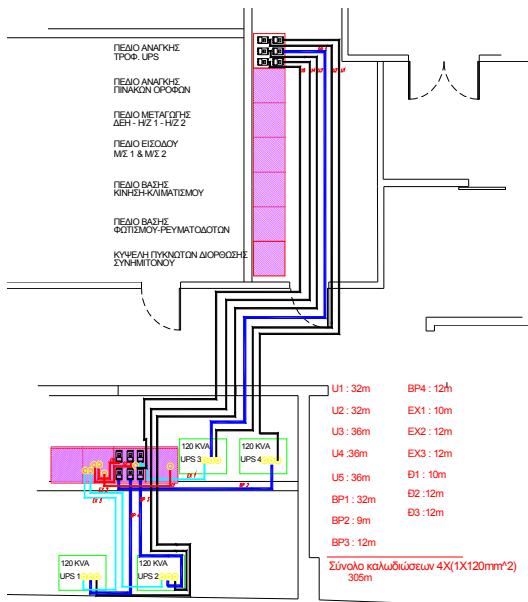 ΠΕΔΙΟ ΑΝΑΓΚΗΣ
ΤΡΟΦ. UPS
ΠΕΔΙΟ ΑΝΑΓΚΗΣ
ΠΙΝΑΚΩΝ ΟΡΟΦΩΝ
ΠΕΔΙΟ ΜΕΤΑΓΩΓΗΣ
ΔΕΗ - Η/Ζ 1 - Η/Ζ 2
ΠΕΔΙΟ ΕΙΣΟΔΟΥ
Μ/Σ 1 & Μ/Σ 2
ΠΕΔΙΟ ΒΑΣΗΣ
ΚΙΝΗΣΗ-ΚΛΙΜΑΤΙΣΜΟΥ
ΠΕΔΙΟ ΒΑΣΗΣ
ΦΩΤΙΣΜΟΥ-ΡΕΥΜΑΤΟΔΟΤΩΝ
ΚΥΨΕΛΗ ΠΥΚΝΩΤΩΝ ΔΙΟΡΘΩΣΗΣ
ΣΥΝΗΜΙΤΟΝΟΥ
120 KVA
UPS 3
120 KVA
UPS 4
120 KVA
UPS 1
120 KVA
UPS 2
U1 : 32m
U2 : 32m
U3 : 36m
U4 :36m
U5 :36m
BP1 : 32m
BP2 : 9m
BP3 : 12m
BP4 : 12m
EX1 : 10m
EX2 : 12m
EX3 : 12m
Đ1 : 10m
Đ2 :12m
Đ3 :12m
Σύνολο καλωδιώσεων 4X(1X120mm^2)
305m